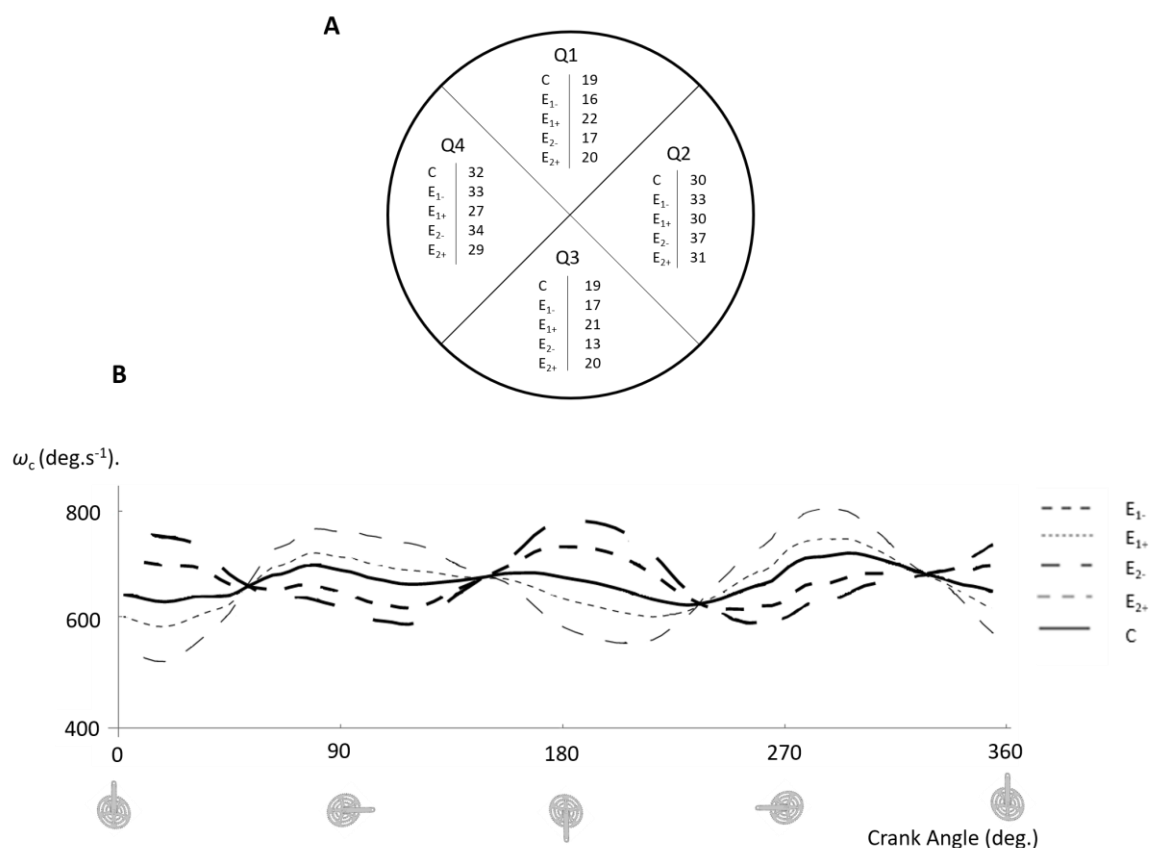 A
Q1
C 19
E1- 16
E1+ 22
E2- 17
E2+ 20
Q4
C 32
E1- 33
E1+ 27
E2- 34
E2+ 29
Q2
C 30
E1- 33
E1+ 30
E2- 37
E2+ 31
Q3
C 19
E1- 17
E1+ 21
E2- 13
E2+ 20
B
ωc (deg.s-1).
800
600
400
0 90 180 270 360
E1-
E1+
E2-
E2+
C
Crank Angle (deg.)